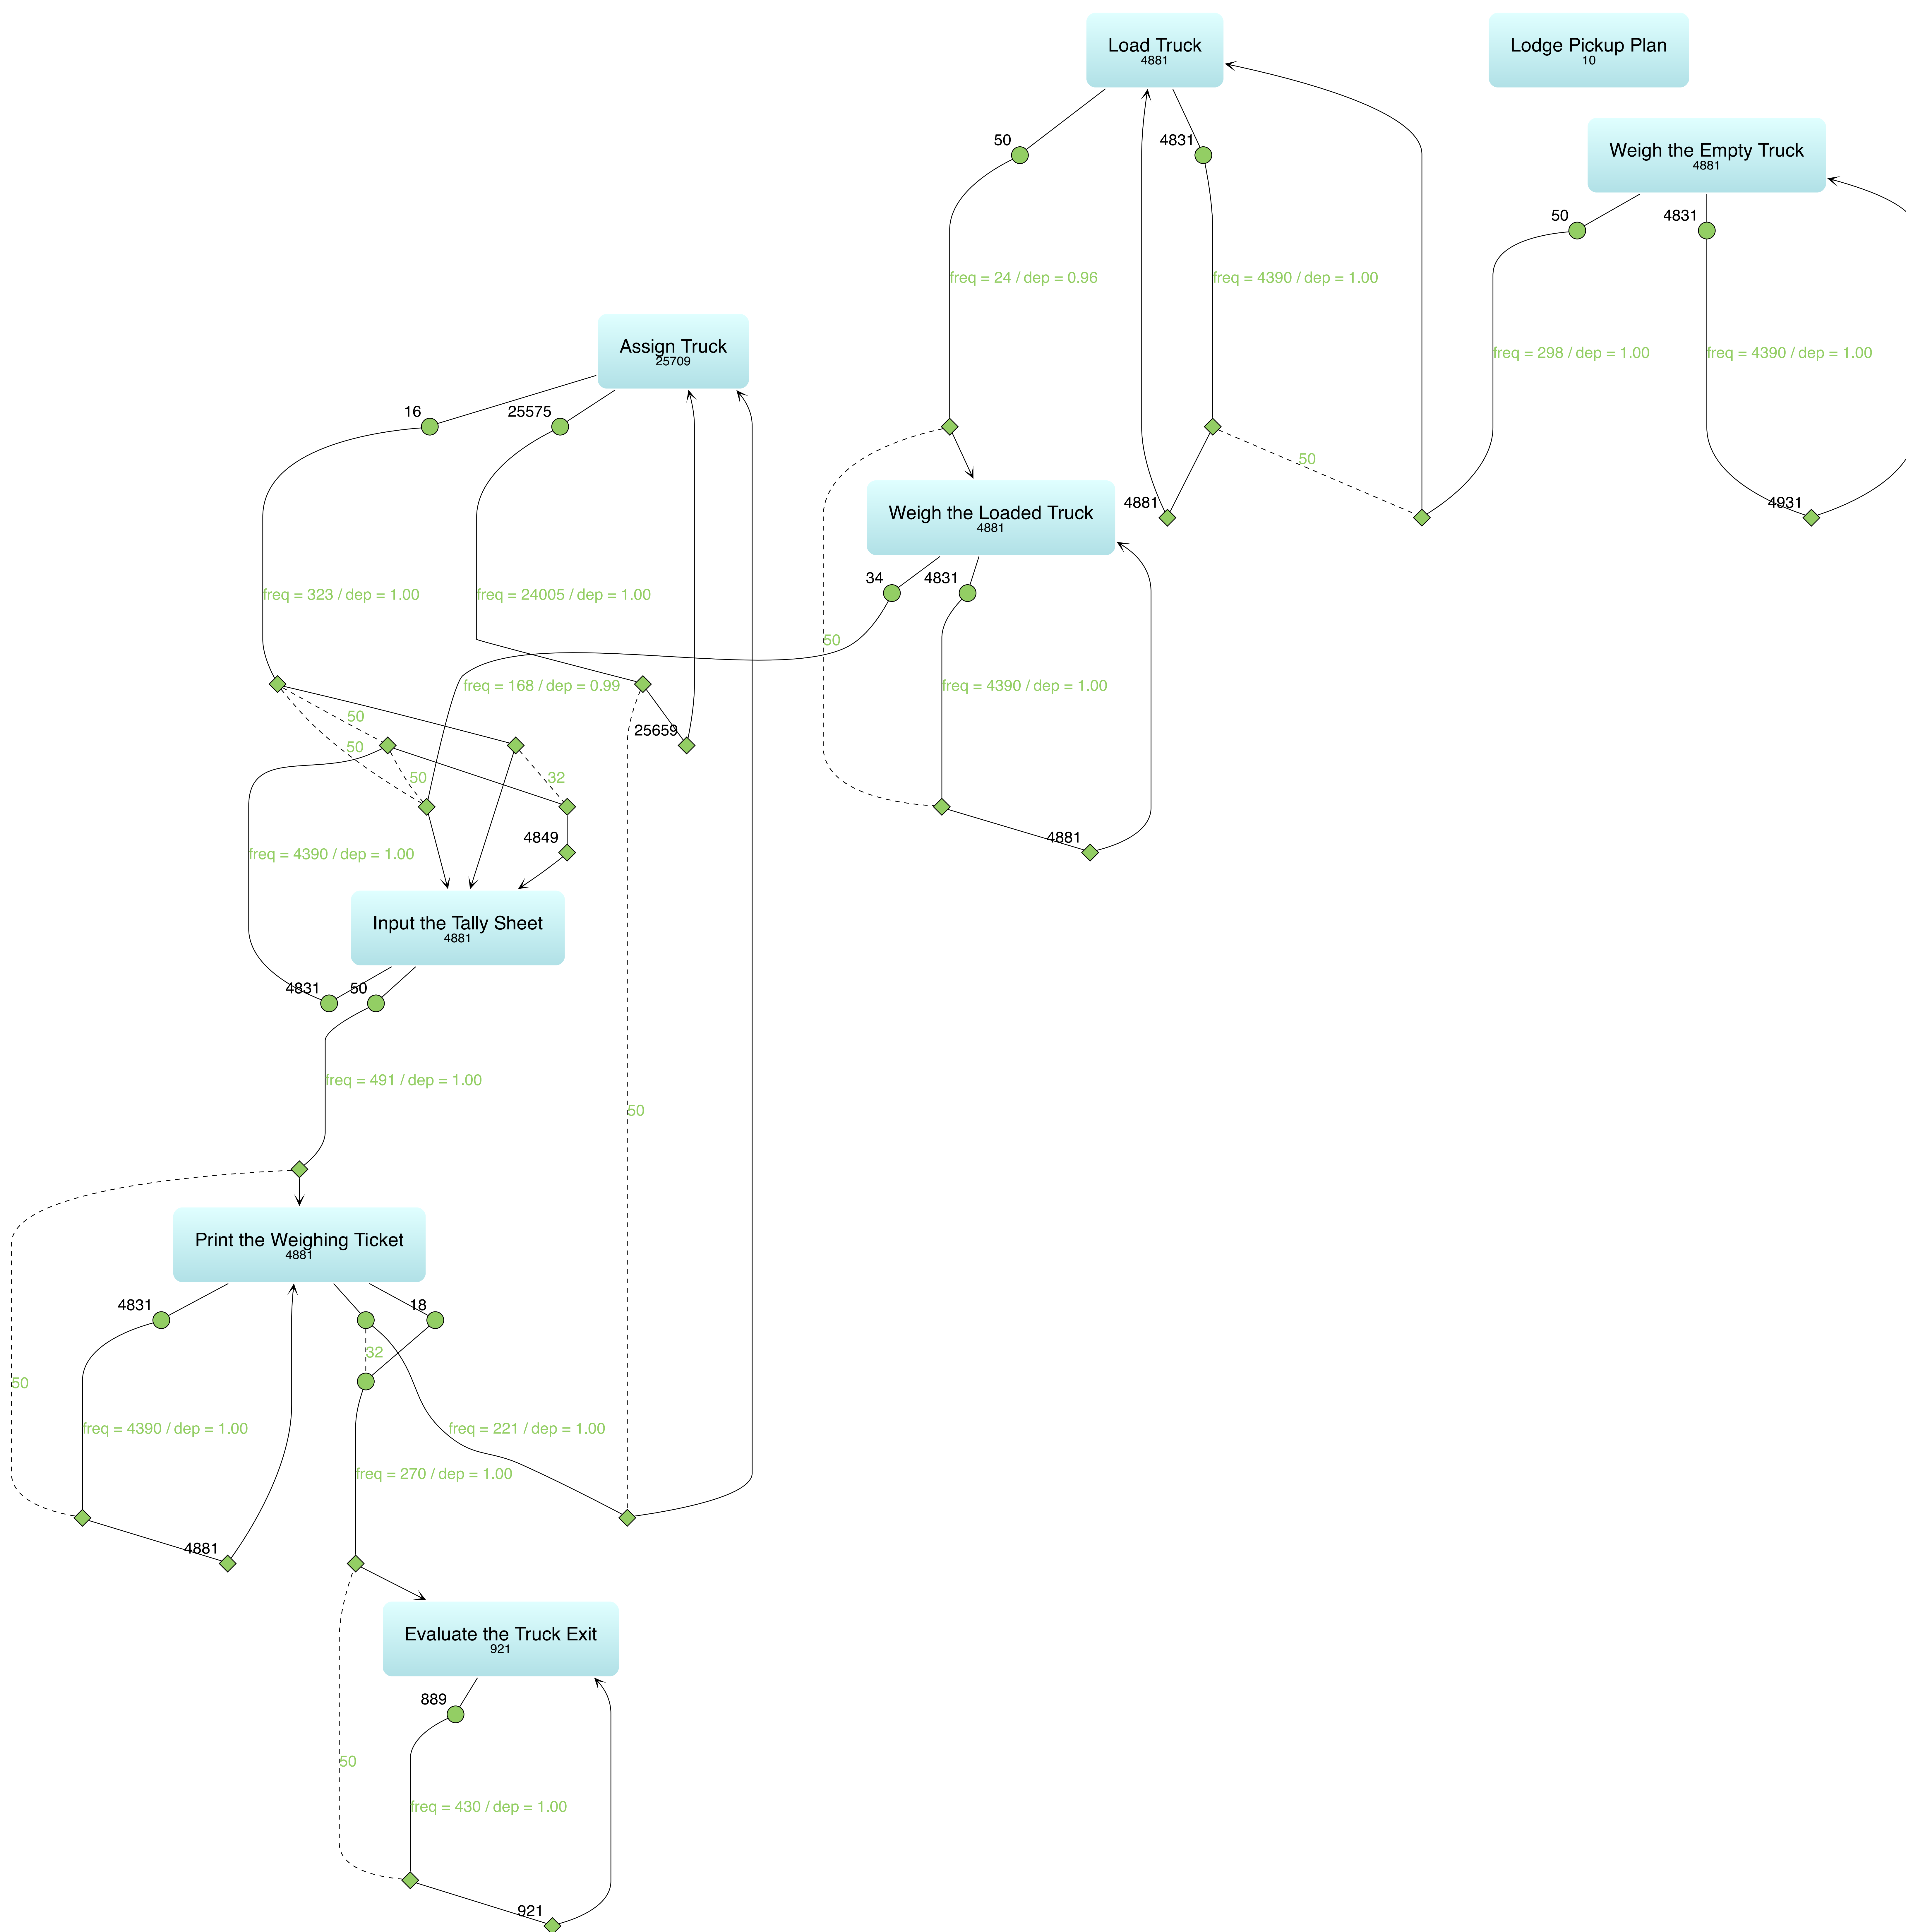 Load Truck
4881
Lodge Pickup Plan
10
Weigh the Empty Truck
4881
50
4831
50
4831
freq = 24 / dep = 0.96
freq = 4390 / dep = 1.00
freq = 298 / dep = 1.00
freq = 4390 / dep = 1.00
Assign Truck
25709
16
25575
50
4881
4931
Weigh the Loaded Truck
4881
34
4831
freq = 323 / dep = 1.00
freq = 24005 / dep = 1.00
50
freq = 168 / dep = 0.99
freq = 4390 / dep = 1.00
50
25659
50
50
32
4849
4881
freq = 4390 / dep = 1.00
Input the Tally Sheet
4881
4831
50
freq = 491 / dep = 1.00
50
Print the Weighing Ticket
4881
4831
18
32
50
freq = 4390 / dep = 1.00
freq = 221 / dep = 1.00
freq = 270 / dep = 1.00
4881
Evaluate the Truck Exit
921
889
50
freq = 430 / dep = 1.00
921